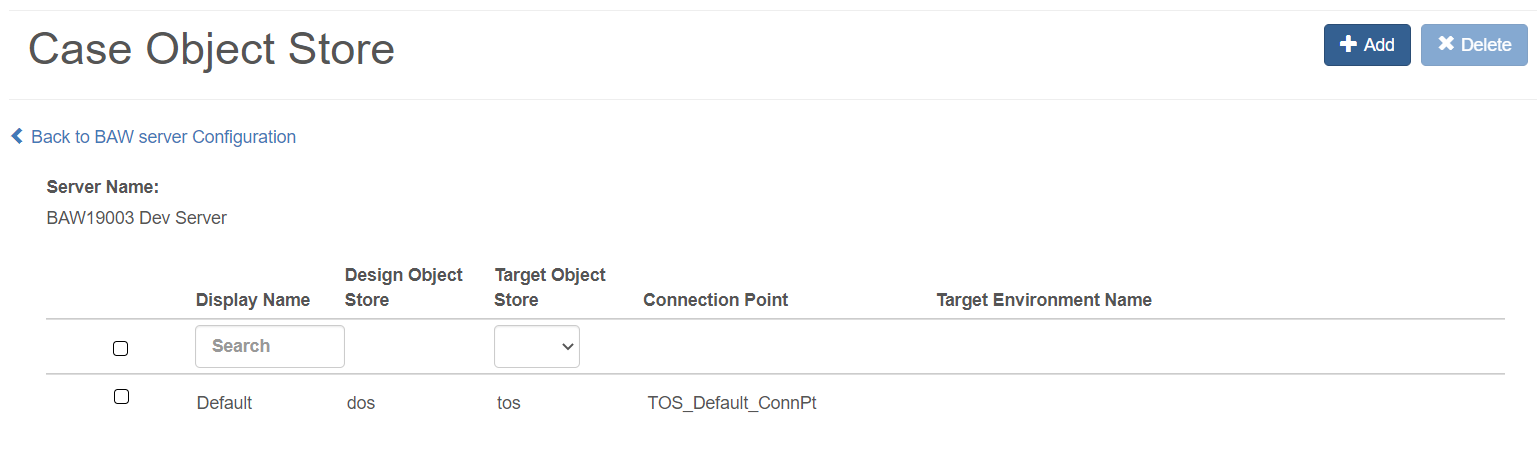 Case Object Store
Add
Delete
Back to BAW server Configuration
Server Name:
BAW19003 Dev Server
Display Name
Design Object
Store
Target Object
Store
Connection Point
Target Environment Name
Search
Default
dos
tos
TOS_Default_ConnPt